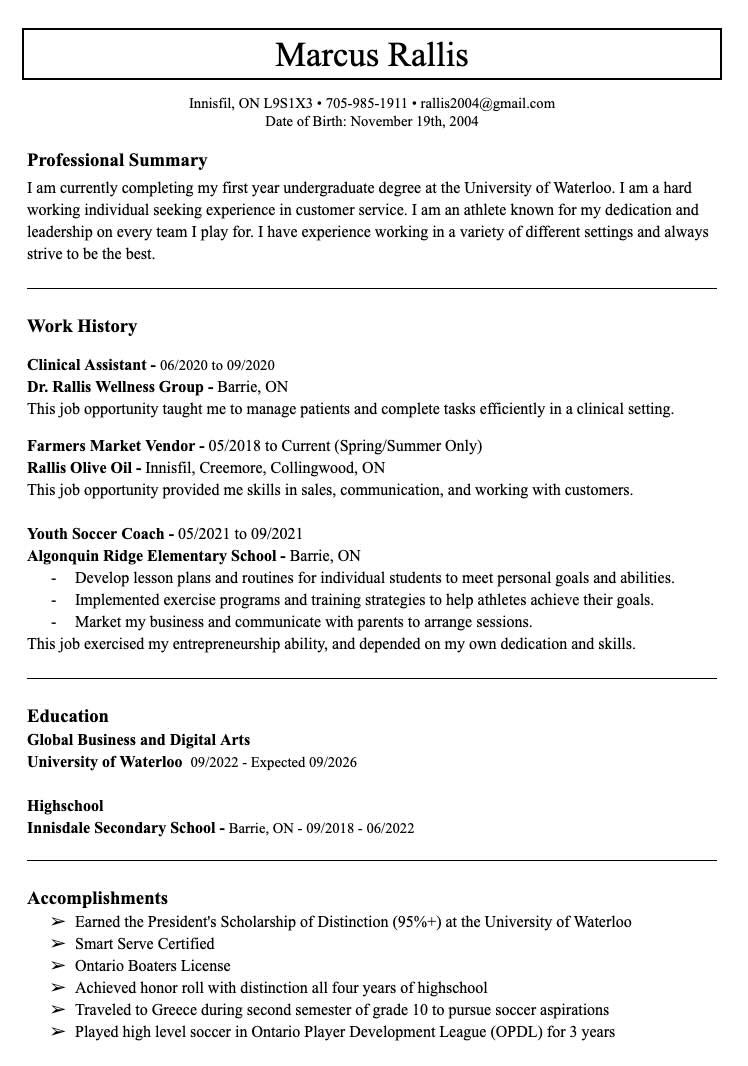 Marcus Rallis
Innisfil, ON L9S1X3 • 705-985-1911 • rallis2004@gmail.com
Date of Birth: November 19th, 2004
Professional Summary
I am currently completing my first year undergraduate degree at the University of Waterloo. I am a hard
working individual seeking experience in customer service. I am an athlete known for my dedication and
leadership on every team I play for. I have experience working in a variety of different settings and always
strive to be the best.
Work History
Clinical Assistant - 06/2020 to 09/2020
Dr. Rallis Wellness Group - Barrie, ON
This job opportunity taught me to manage patients and complete tasks efficiently in a clinical setting.
Farmers Market Vendor - 05/2018 to Current (Spring/Summer Only)
Rallis Olive Oil - Innisfil, Creemore, Collingwood, ON
This job opportunity provided me skills in sales, communication, and working with customers.
Youth Soccer Coach - 05/2021 to 09/2021
Algonquin Ridge Elementary School - Barrie, ON
- Develop lesson plans and routines for individual students to meet personal goals and abilities.
- Implemented exercise programs and training strategies to help athletes achieve their goals.
- Market my business and communicate with parents to arrange sessions.
This job exercised my entrepreneurship ability, and depended on my own dedication and skills.
Education
Global Business and Digital Arts
University of Waterloo 09/2022 - Expected 09/2026
Highschool
Innisdale Secondary School - Barrie, ON - 09/2018 - 06/2022
Accomplishments
➢ Earned the President's Scholarship of Distinction (95%+) at the University of Waterloo
➢ Smart Serve Certified
➢ Ontario Boaters License
➢ Achieved honor roll with distinction all four years of highschool
➢ Traveled to Greece during second semester of grade 10 to pursue soccer aspirations
➢ Played high level soccer in Ontario Player Development League (OPDL) for 3 years